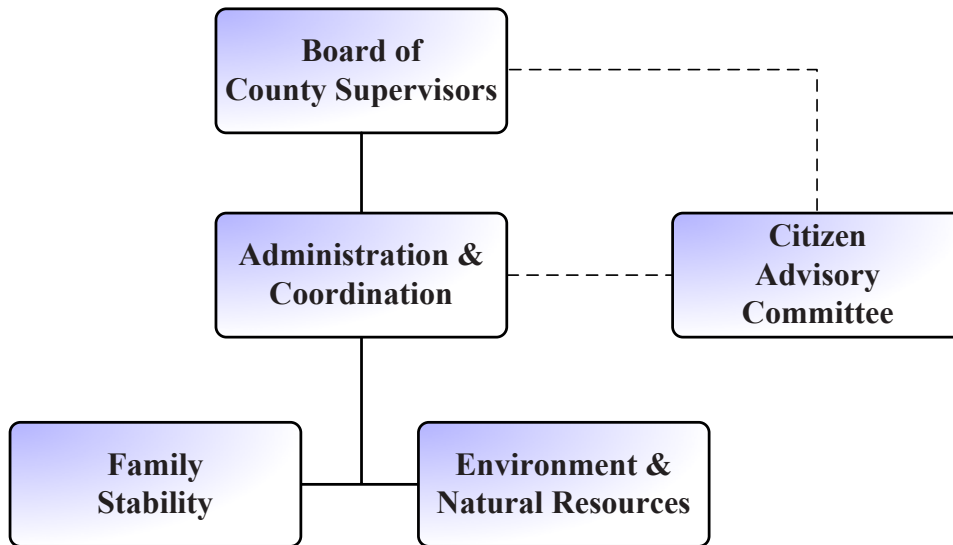 Board of
County Supervisors
Administration &
Coordination
Citizen
Advisory
Committee
Family
Stability
Environment &
Natural Resources